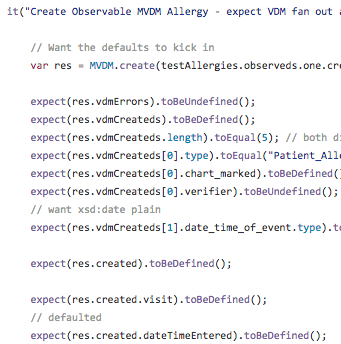 it("Create Observable MVDM Allergy - expect VDM fan out
// Want the defaults to kick in
var res = MVDM.create(testAllergies.observeds.one.
expect(res.vdmErrors).toBeUndefined();
expect(res.vdmCreateds).toBeDefined();
expect(res.vdmCreateds.length).toEqual(5); // both
expect(res.vdmCreateds[0].type).toEqual("Patient_
expect(res.vdmCreateds[0].chart_marked).toBeDefined(
expect(res.vdmCreateds[0].verifier).toBeUndefined();
// want xsd:date plain
expect(res.vdmCreateds[1].date_time_of_event.type).
expect(res.created).toBeDefined();
expect(res.created.visit).toBeDefined();
// defaulted
expect(res.created.dateTimeEntered).toBeDefined();